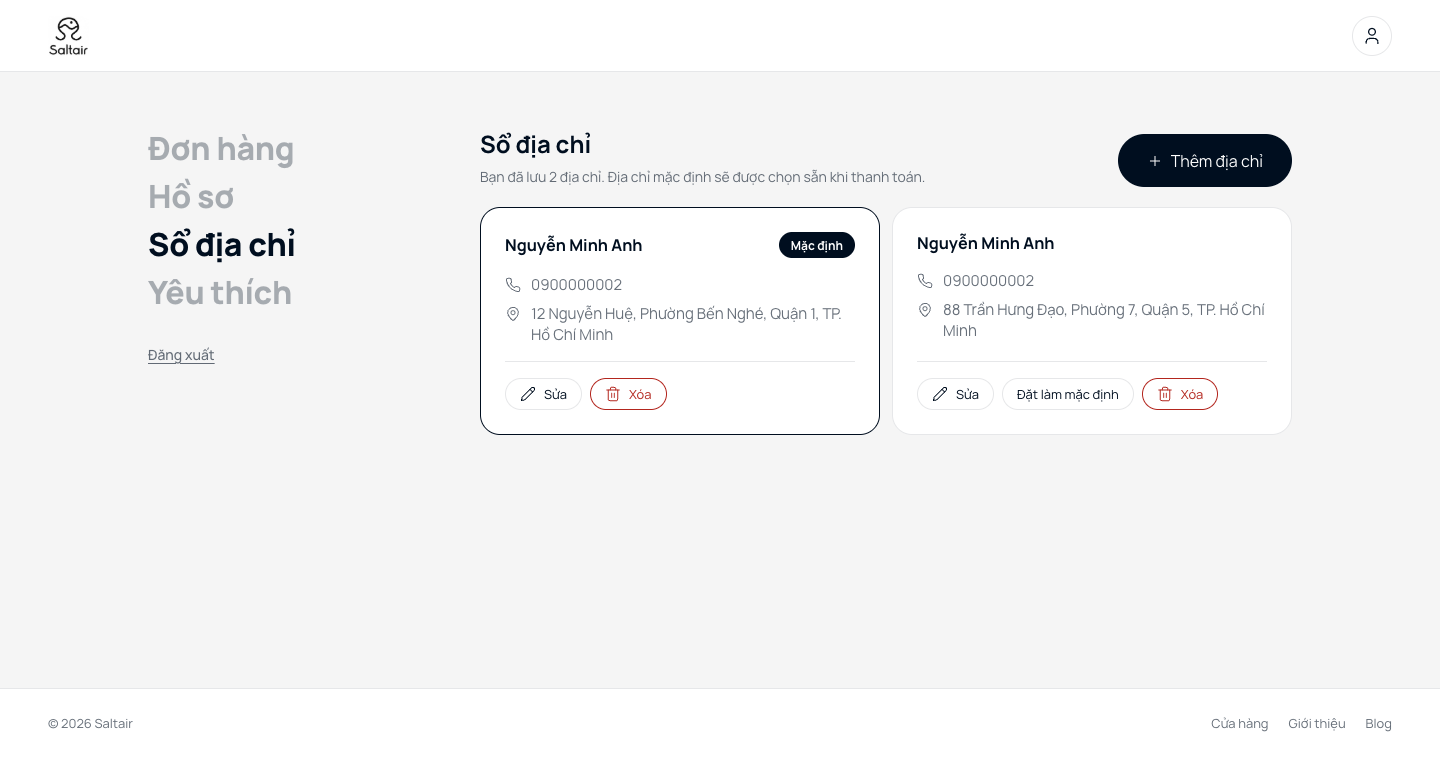 Saltair
Đơn hàng
Hồ sơ
Sổ địa chỉ
Yêu thích
Đăng xuất
Sổ địa chỉ
Bạn đã lưu 2 địa chỉ. Địa chỉ mặc định sẽ được chọn sẵn khi thanh toán.
Thêm địa chỉ
Nguyễn Minh Anh
Mặc định
0900000002
12 Nguyễn Huệ, Phường Bến Nghé, Quận 1, TP.
Hồ Chí Minh
Sửa
Xóa
Nguyễn Minh Anh
0900000002
88 Trần Hưng Đạo, Phường 7, Quận 5, TP. Hồ Chí
Minh
Sửa
Đặt làm mặc định
Xóa
© 2026 Saltair
Cửa hàng
Giới thiệu
Blog